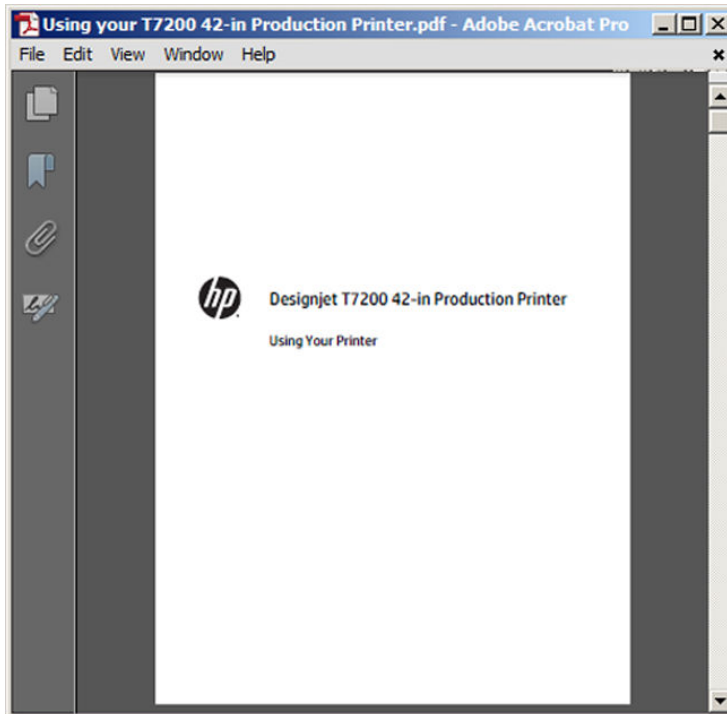 Using your T7200 42-in Production Printer.pdf - Adobe Acrobat Pro
File Edit View Window Help
hp
Designjet T7200 42-in Production Printer
Using Your Printer